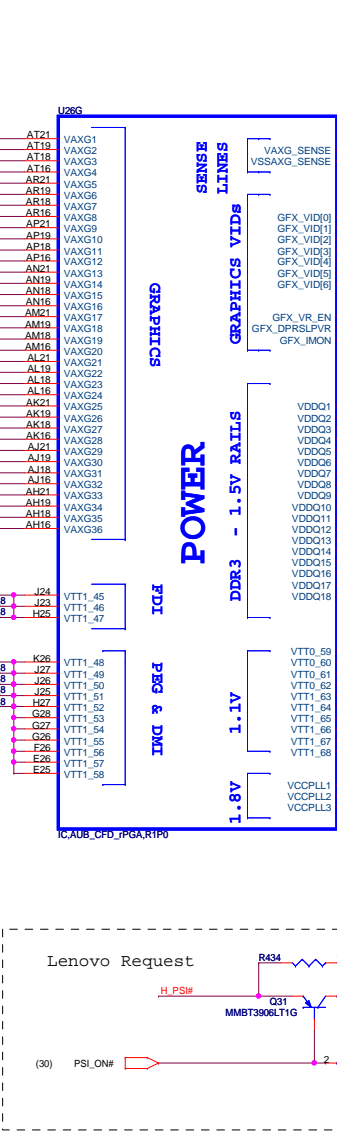 U26G
AT21 VAXG1
AT19 VAXG2
AT18 VAXG3
AT16 VAXG4
AR21 VAXG5
AR19 VAXG6
AR18 VAXG7
AR16 VAXG8
AP21 VAXG9
AP19 VAXG10
AP18 VAXG11
AP16 VAXG12
AN21 VAXG13
AN19 VAXG14
AN18 VAXG15
AN16 VAXG16
AM21 VAXG17
AM19 VAXG18
AM18 VAXG19
AM16 VAXG20
AL21 VAXG21
AL19 VAXG22
AL18 VAXG23
AL16 VAXG24
AK21 VAXG25
AK19 VAXG26
AK18 VAXG27
AK16 VAXG28
AJ21 VAXG29
AJ19 VAXG30
AJ18 VAXG31
AJ16 VAXG32
AH21 VAXG33
AH19 VAXG34
AH18 VAXG35
AH16 VAXG36
GRAPHICS
J24 VTT1_45
8 J23 VTT1_46
8 H25 VTT1_47
FDI
K26 VTT1_48
8 J27 VTT1_49
8 J26 VTT1_50
8 J25 VTT1_51
8 H27 VTT1_52
G28 VTT1_53
G27 VTT1_54
G26 VTT1_55
F26 VTT1_56
E26 VTT1_57
E25 VTT1_58
PEG & DMI
POWER
SENSE
LINES
VAXG_SENSE
VSSAXG_SENSE
GRAPHICS VIDs
GFX_VID[0]
GFX_VID[1]
GFX_VID[2]
GFX_VID[3]
GFX_VID[4]
GFX_VID[5]
GFX_VID[6]
GFX_VR_EN
GFX_DPRSLPVR
GFX_IMON
DDR3 - 1.5V RAILS
VDDQ1
VDDQ2
VDDQ3
VDDQ4
VDDQ5
VDDQ6
VDDQ7
VDDQ8
VDDQ9
VDDQ10
VDDQ11
VDDQ12
VDDQ13
VDDQ14
VDDQ15
VDDQ16
VDDQ17
VDDQ18
1.1V
VTT0_59
VTT0_60
VTT0_61
VTT0_62
VTT1_63
VTT1_64
VTT1_65
VTT1_66
VTT1_67
VTT1_68
1.8V
VCCPLL1
VCCPLL2
VCCPLL3
IC,AUB_CFD_rPGA,R1P0
Lenovo Request
R434
H_PSI#
Q31
MMBT3906LT1G
(30) PSI_ON#
2